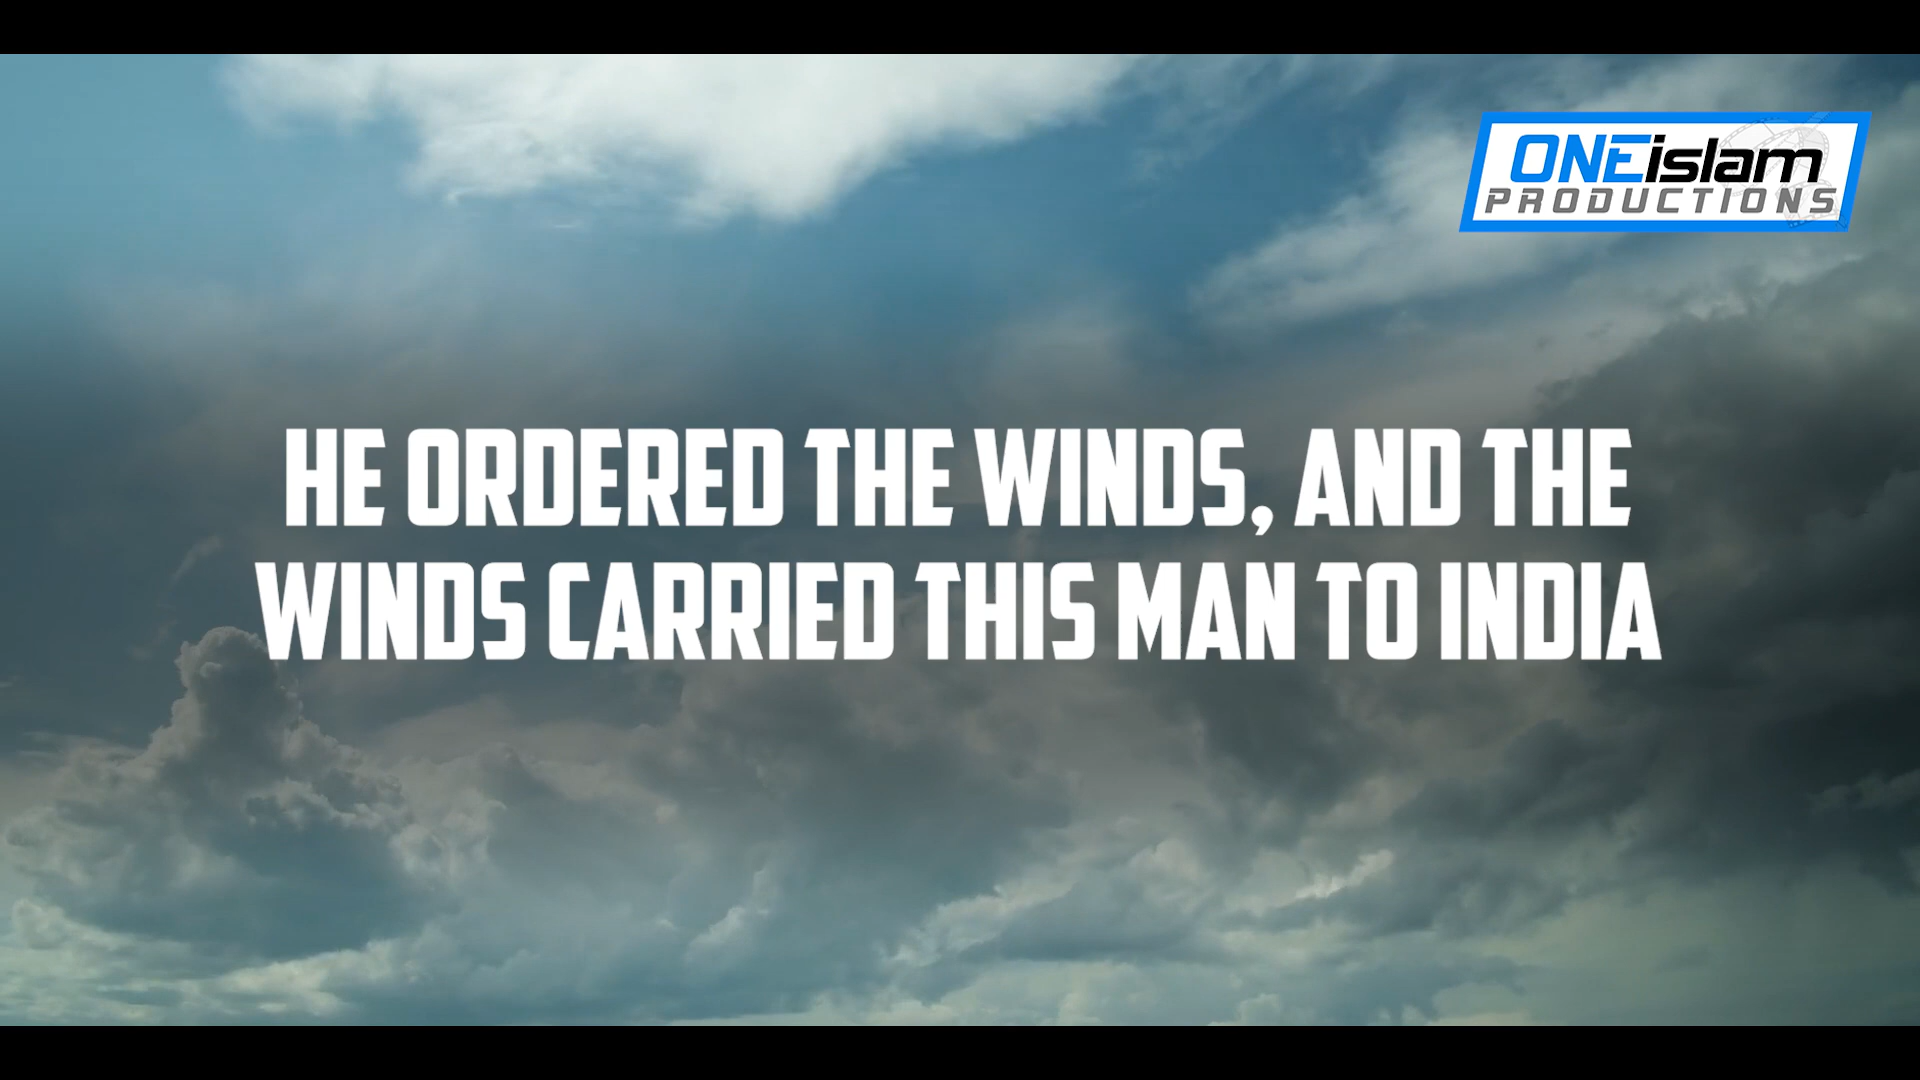 ONEislam
PRODUCTIONS
HE ORDERED THE WINDS, AND THE
WINDS CARRIED THIS MAN TO INDIA